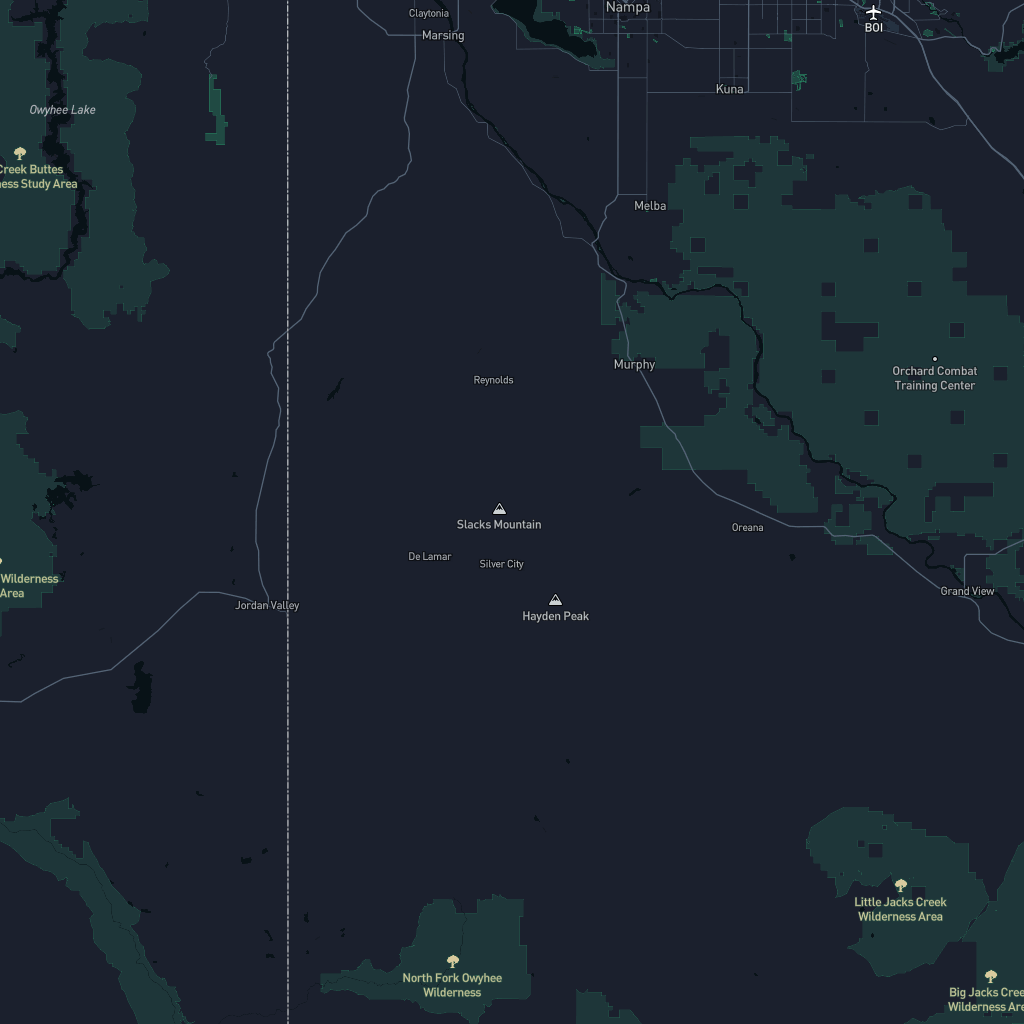 Claytonia
Nampa
BOI
Marsing
Kuna
Owyhee Lake
Creek Buttes
ness Study Area
Melba
Murphy
Orchard Combat
Training Center
Reynolds
Slacks Mountain
Oreana
De Lamar
Silver City
Wilderness
Area
Jordan Valley
Grand View
Hayden Peak
Little Jacks Creek
Wilderness Area
North Fork Owyhee
Wilderness
Big Jacks Cree
Wilderness Are